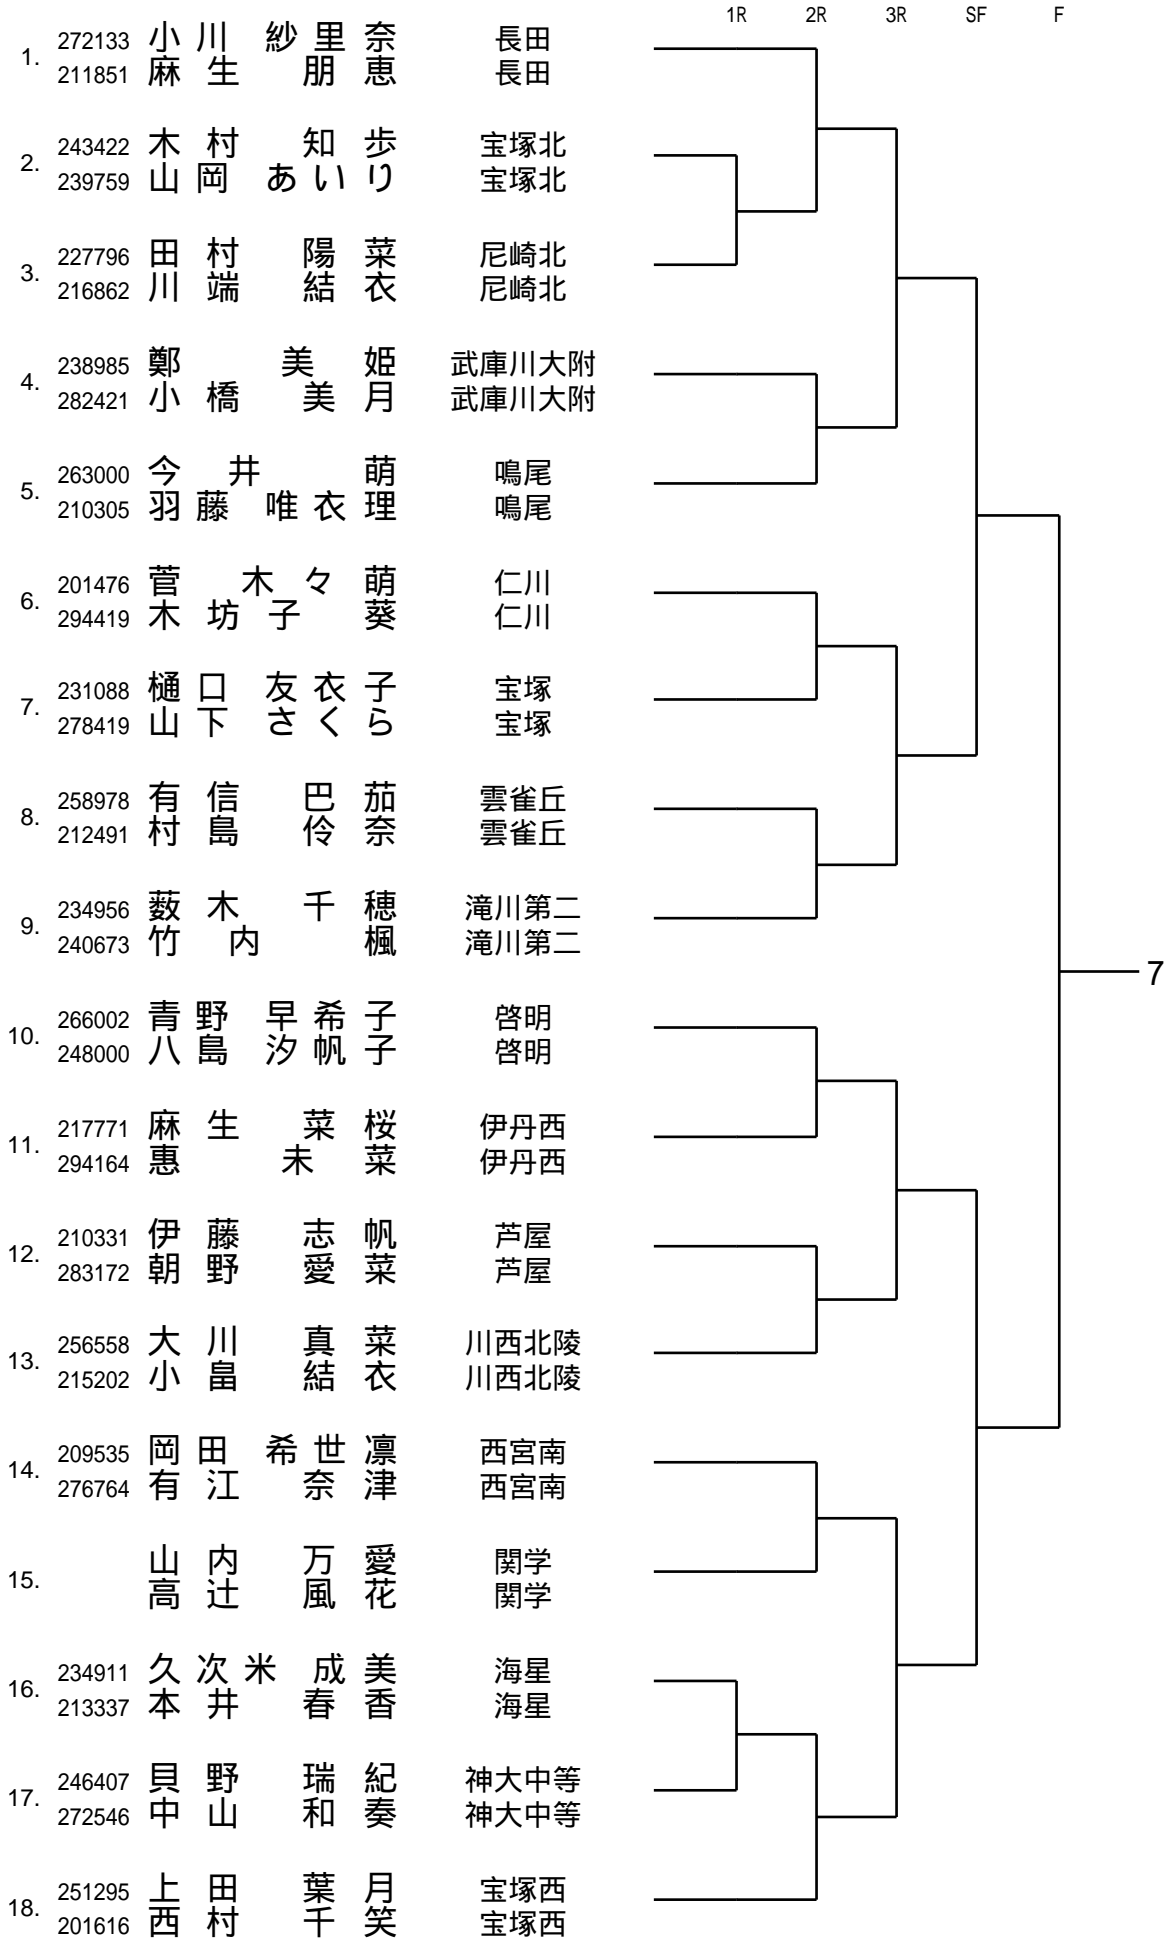 1R 2R 3R SF F
1. 272133 小川 紗里奈 長田
211851 麻生 朋恵 長田
2. 243422 木村 知歩 宝塚北
239759 山岡 あいり 宝塚北
3. 227796 田村 陽菜 尼崎北
216862 川端 結衣 尼崎北
4. 238985 鄭 美姫 武庫川大附
282421 小橋 美月 武庫川大附
5. 263000 今井 萌 鳴尾
210305 羽藤 唯衣理 鳴尾
6. 201476 菅 木々萌 仁川
294419 木坊子 葵 仁川
7. 231088 樋口 友衣子 宝塚
278419 山下 さくら 宝塚
8. 258978 有信 巴茄 雲雀丘
212491 村島 伶奈 雲雀丘
9. 234956 薮木 千穂 滝川第二
240673 竹内 楓 滝川第二
7
10. 266002 青野 早希子 啓明
248000 八島 汐帆子 啓明
11. 217771 麻生 菜桜 伊丹西
294164 惠 未菜 伊丹西
12. 210331 伊藤 志帆 芦屋
283172 朝野 愛菜 芦屋
13. 256558 大川 真菜 川西北陵
215202 小畠 結衣 川西北陵
14. 209535 岡田 希世凛 西宮南
276764 有江 奈津 西宮南
15. 山内 万愛 関学
高辻 風花 関学
16. 234911 久次米 成美 海星
213337 本井 春香 海星
17. 246407 貝野 瑞紀 神大中等
272546 中山 和奏 神大中等
18. 251295 上田 葉月 宝塚西
201616 西村 千笑 宝塚西